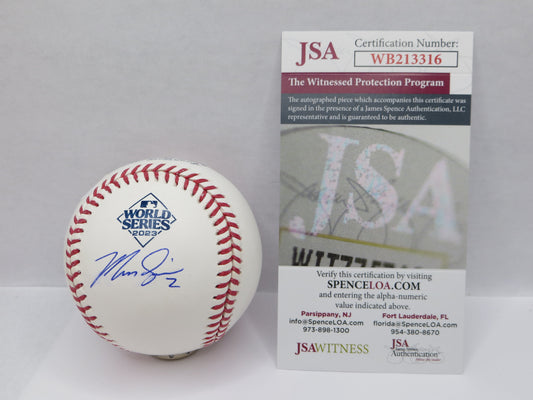 WORLD
SERIES
2023
2
JSA
Certification Number:
WB213316
The Witnessed Protection Program
The autographed piece which accompanies this certificate was
signed in the presence of a James Spence Authentication, LLC
representative and is guaranteed to be authentic.
JSA
Verify this certification by visiting
SPENCELOA.COM
and entering the alpha-numeric
value indicated above.
Parsippany, NJ
info@SpenceLOA.com
973-898-1300
Fort Lauderdale, FL
florida@SpenceLOA.com
954-380-8670
JSAWITNESS
JSA
James Spence
Authentication